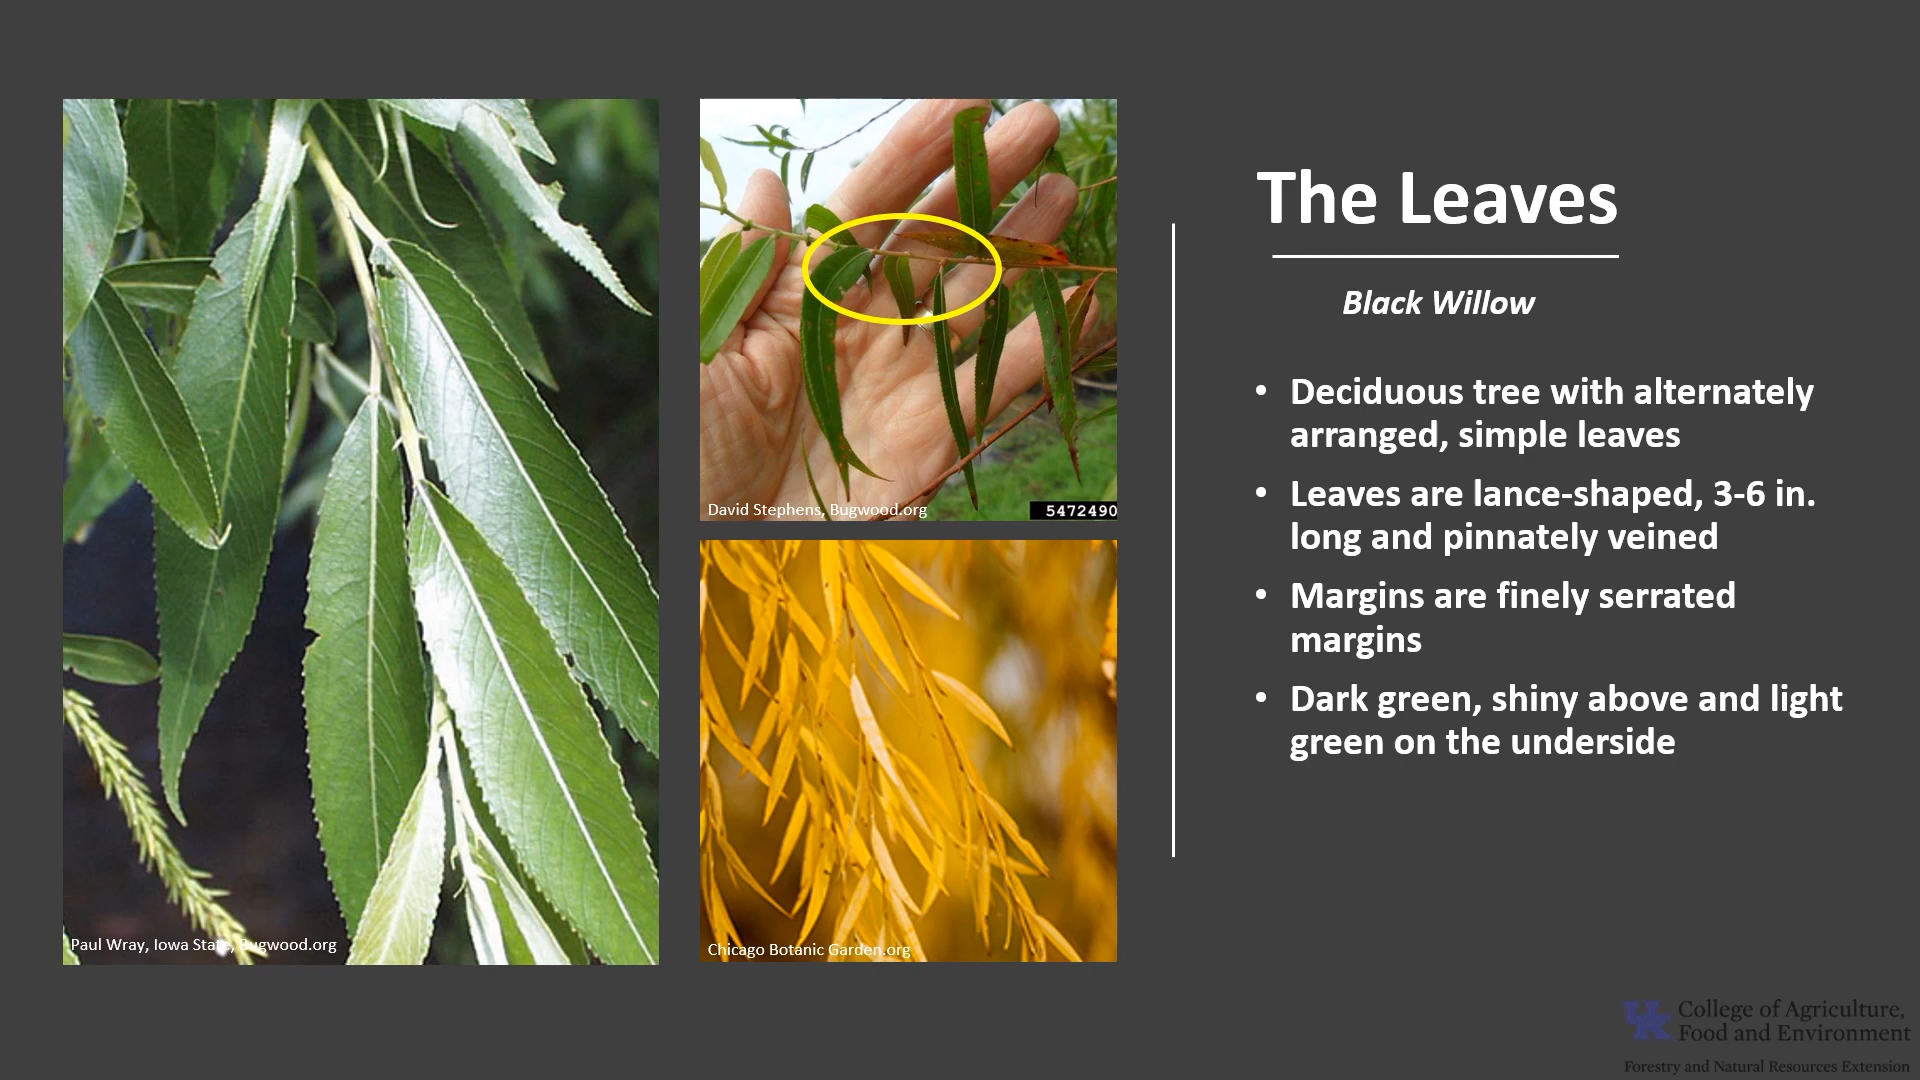 The Leaves
Black Willow
• Deciduous tree with alternately
arranged, simple leaves
• Leaves are lance-shaped, 3-6 in.
long and pinnately veined
• Margins are finely serrated
margins
• Dark green, shiny above and light
green on the underside
David Stephens, Bugwood.org
5472490
Paul Wray, Iowa State, Bugwood.org
Chicago Botanic Garden.org
UK
College of Agriculture,
Food and Environment
Forestry and Natural Resources Extension